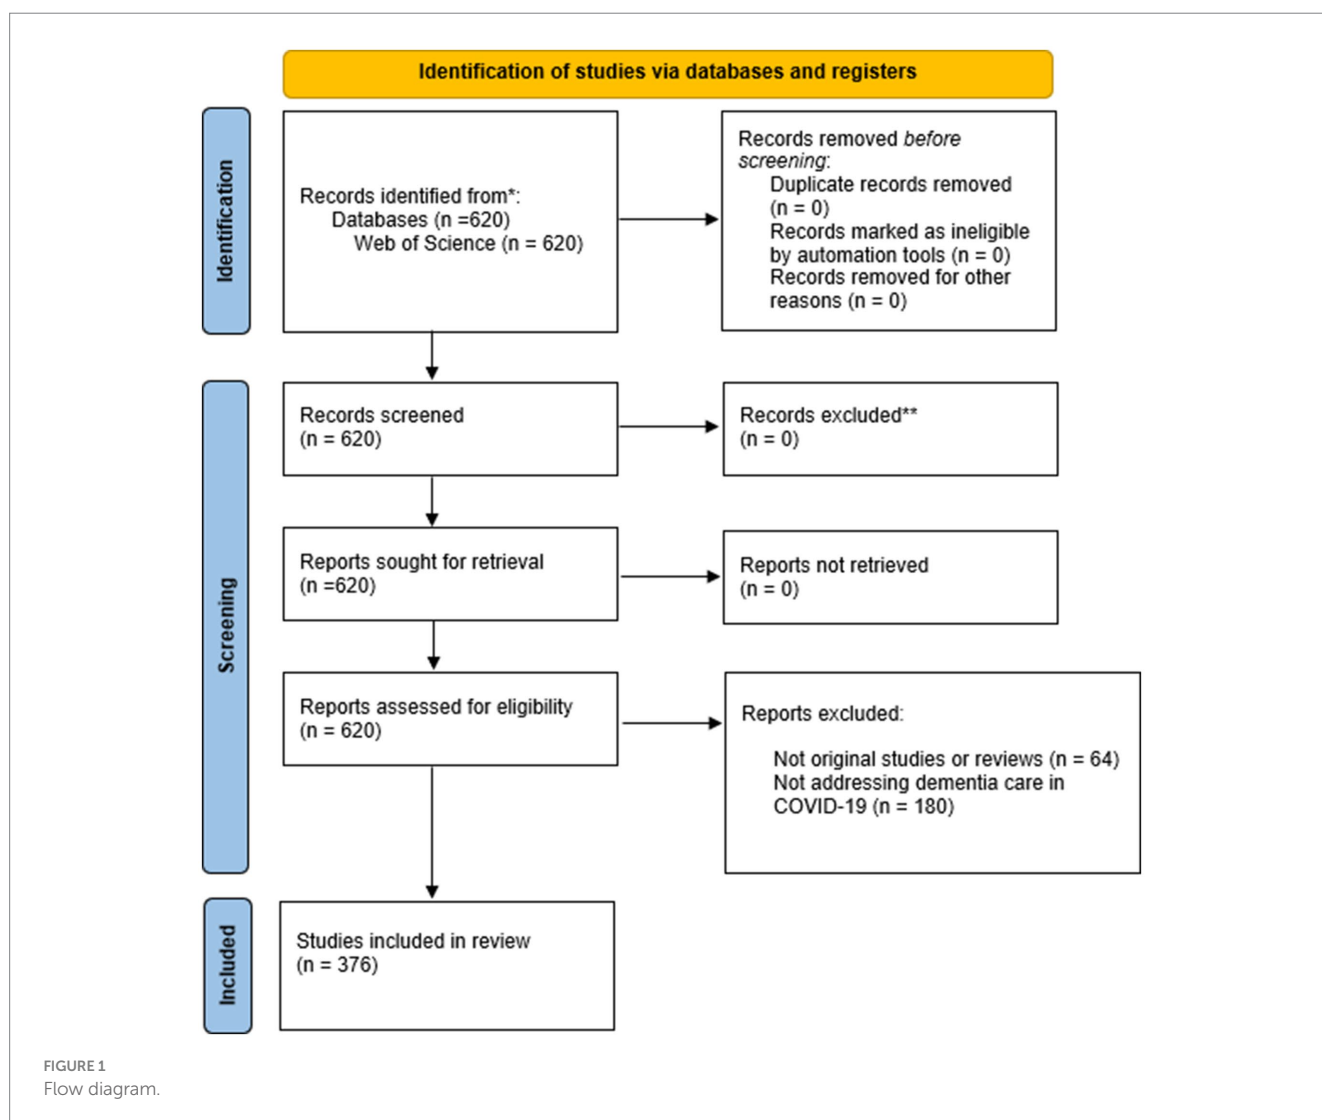 Identification of studies via databases and registers
Identification
Records identified from*:
Databases (n =620)
Web of Science (n = 620)
Records removed before
screening:
Duplicate records removed
(n = 0)
Records marked as ineligible
by automation tools (n = 0)
Records removed for other
reasons (n = 0)
Screening
Records screened
(n = 620)
Records excluded**
(n = 0)
Reports sought for retrieval
(n =620)
Reports not retrieved
(n = 0)
Reports assessed for eligibility
(n = 620)
Reports excluded:
Not original studies or reviews (n = 64)
Not addressing dementia care in
COVID-19 (n = 180)
Included
Studies included in review
(n = 376)
FIGURE 1
Flow diagram.